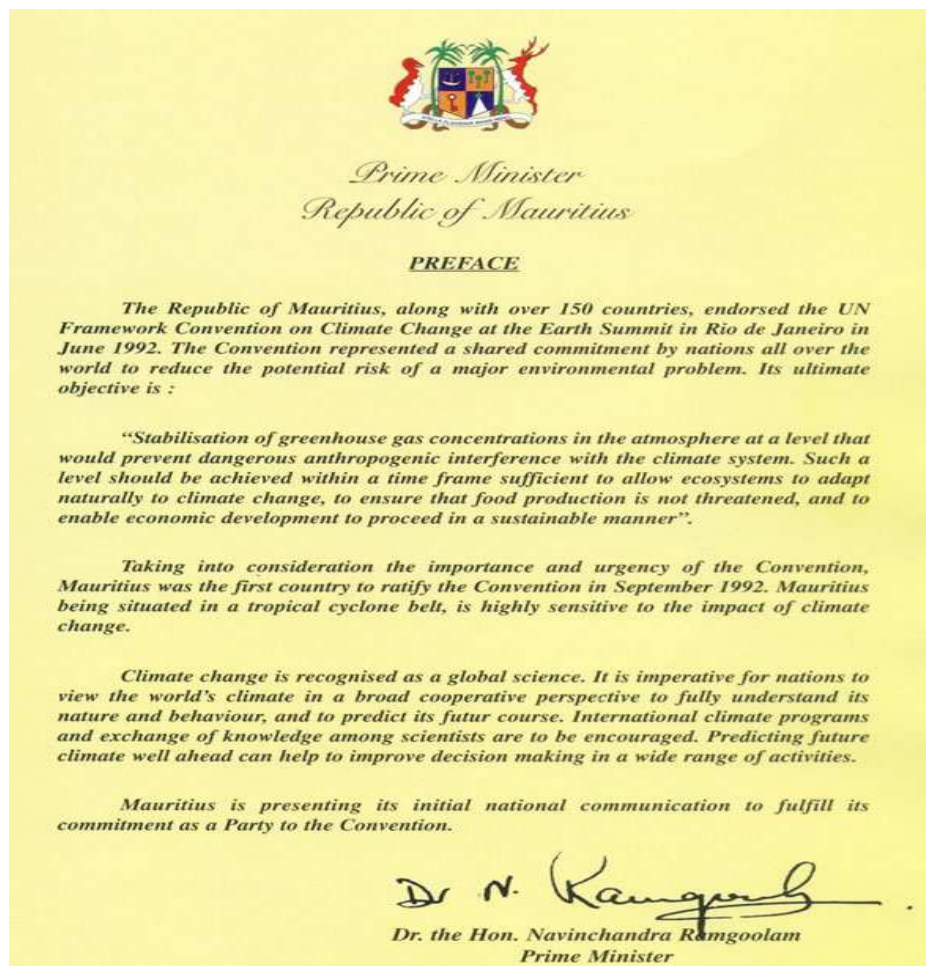 Prime Minister
Republic of Mauritius
PREFACE
The Republic of Mauritius, along with over 150 countries, endorsed the UN
Framework Convention on Climate Change at the Earth Summit in Rio de Janeiro in
June 1992. The Convention represented a shared commitment by nations all over the
world to reduce the potential risk of a major environmental problem. Its ultimate
objective is :
“Stabilisation of greenhouse gas concentrations in the atmosphere at a level that
would prevent dangerous anthropogenic interference with the climate system. Such a
level should be achieved within a time frame sufficient to allow ecosystems to adapt
naturally to climate change, to ensure that food production is not threatened, and to
enable economic development to proceed in a sustainable manner”.
Taking into consideration the importance and urgency of the Convention,
Mauritius was the first country to ratify the Convention in September 1992. Mauritius
being situated in a tropical cyclone belt, is highly sensitive to the impact of climate
change.
Climate change is recognised as a global science. It is imperative for nations to
view the world’s climate in a broad cooperative perspective to fully understand its
nature and behaviour, and to predict its futur course. International climate programs
and exchange of knowledge among scientists are to be encouraged. Predicting future
climate well ahead can help to improve decision making in a wide range of activities.
Mauritius is presenting its initial national communication to fulfill its
commitment as a Party to the Convention.
Dr N. Ramgoolam
Dr. the Hon. Navinchandra Ramgoolam
Prime Minister